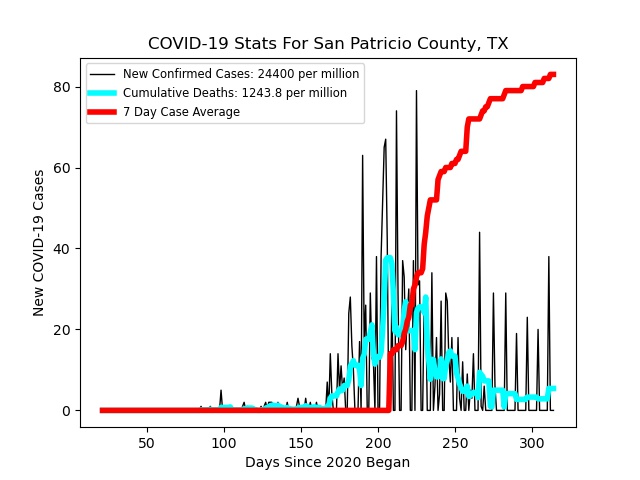 COVID-19 Stats For San Patricio County, TX
New Confirmed Cases: 24400 per million
Cumulative Deaths: 1243.8 per million
7 Day Case Average
New COVID-19 Cases
80
60
40
20
0
50 100 150 200 250 300
Days Since 2020 Began